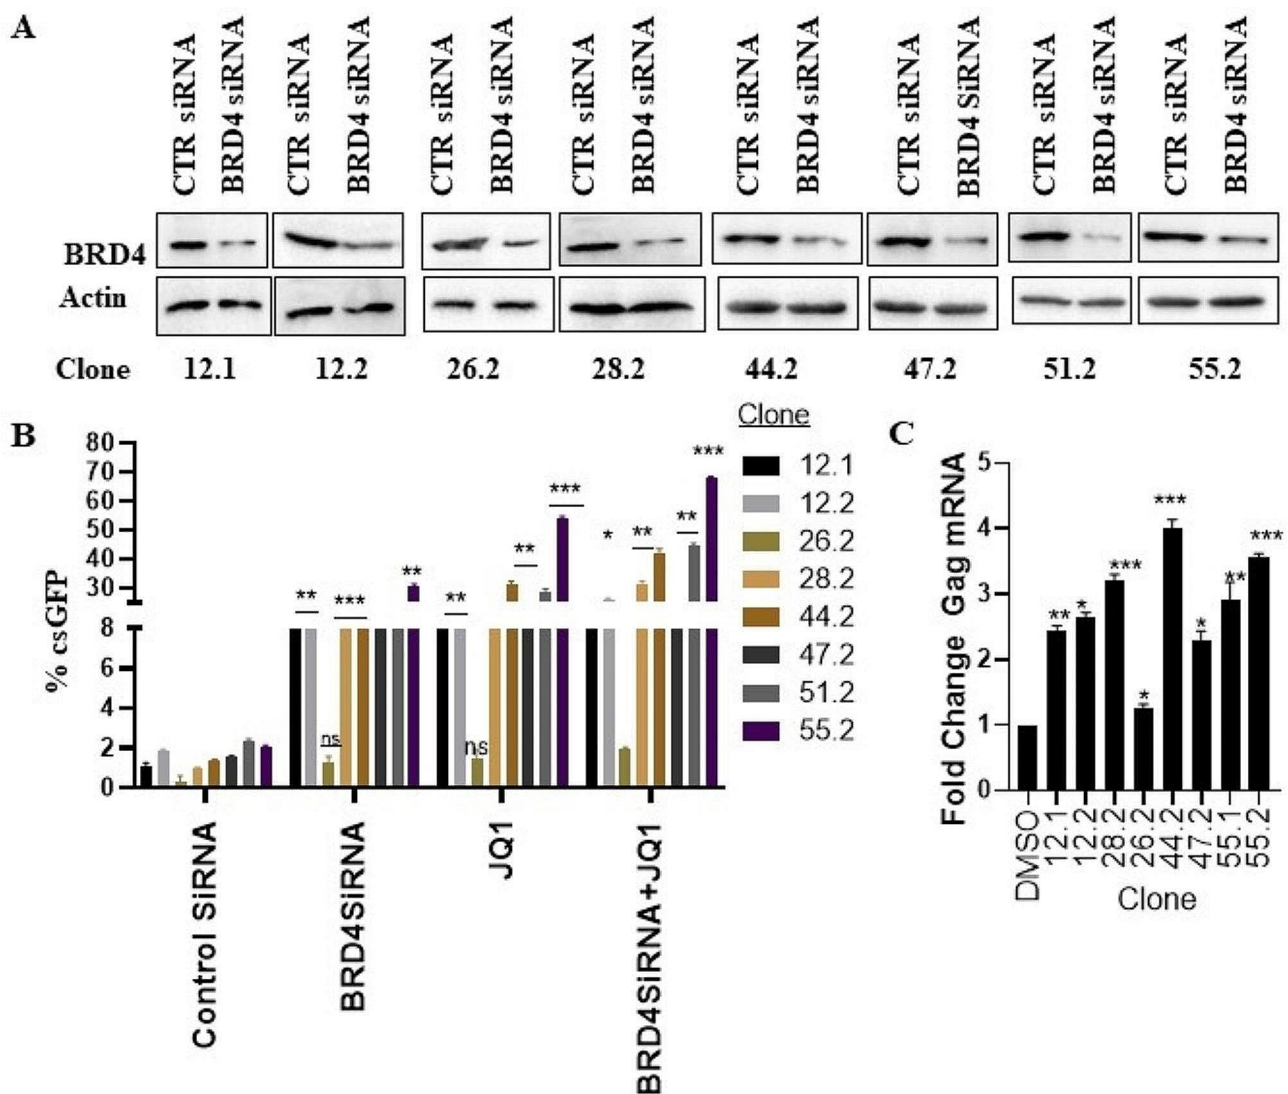 A
CTR siRNA
BRD4 siRNA
CTR siRNA
BRD4 siRNA
CTR siRNA
BRD4 siRNA
CTR siRNA
BRD4 siRNA
CTR siRNA
BRD4 siRNA
CTR siRNA
BRD4 SiRNA
CTR siRNA
BRD4 siRNA
CTR siRNA
BRD4 siRNA
BRD4
Actin
Clone 12.1 12.2 26.2 28.2 44.2 47.2 51.2 55.2
B
% csGFP
80
70
60
50
40
30
8
6
4
2
0
** *** ** ns
** ns ** *** 
* ** ** ***
Control SiRNA
BRD4SiRNA
JQ1
BRD4SiRNA+JQ1
Clone
12.1
12.2
26.2
28.2
44.2
47.2
51.2
55.2
C
Fold Change Gag mRNA
5
4
3
2
1
0
** * *** * *** * ** ***
DMSO
12.1
12.2
28.2
26.2
44.2
47.2
55.1
55.2
Clone